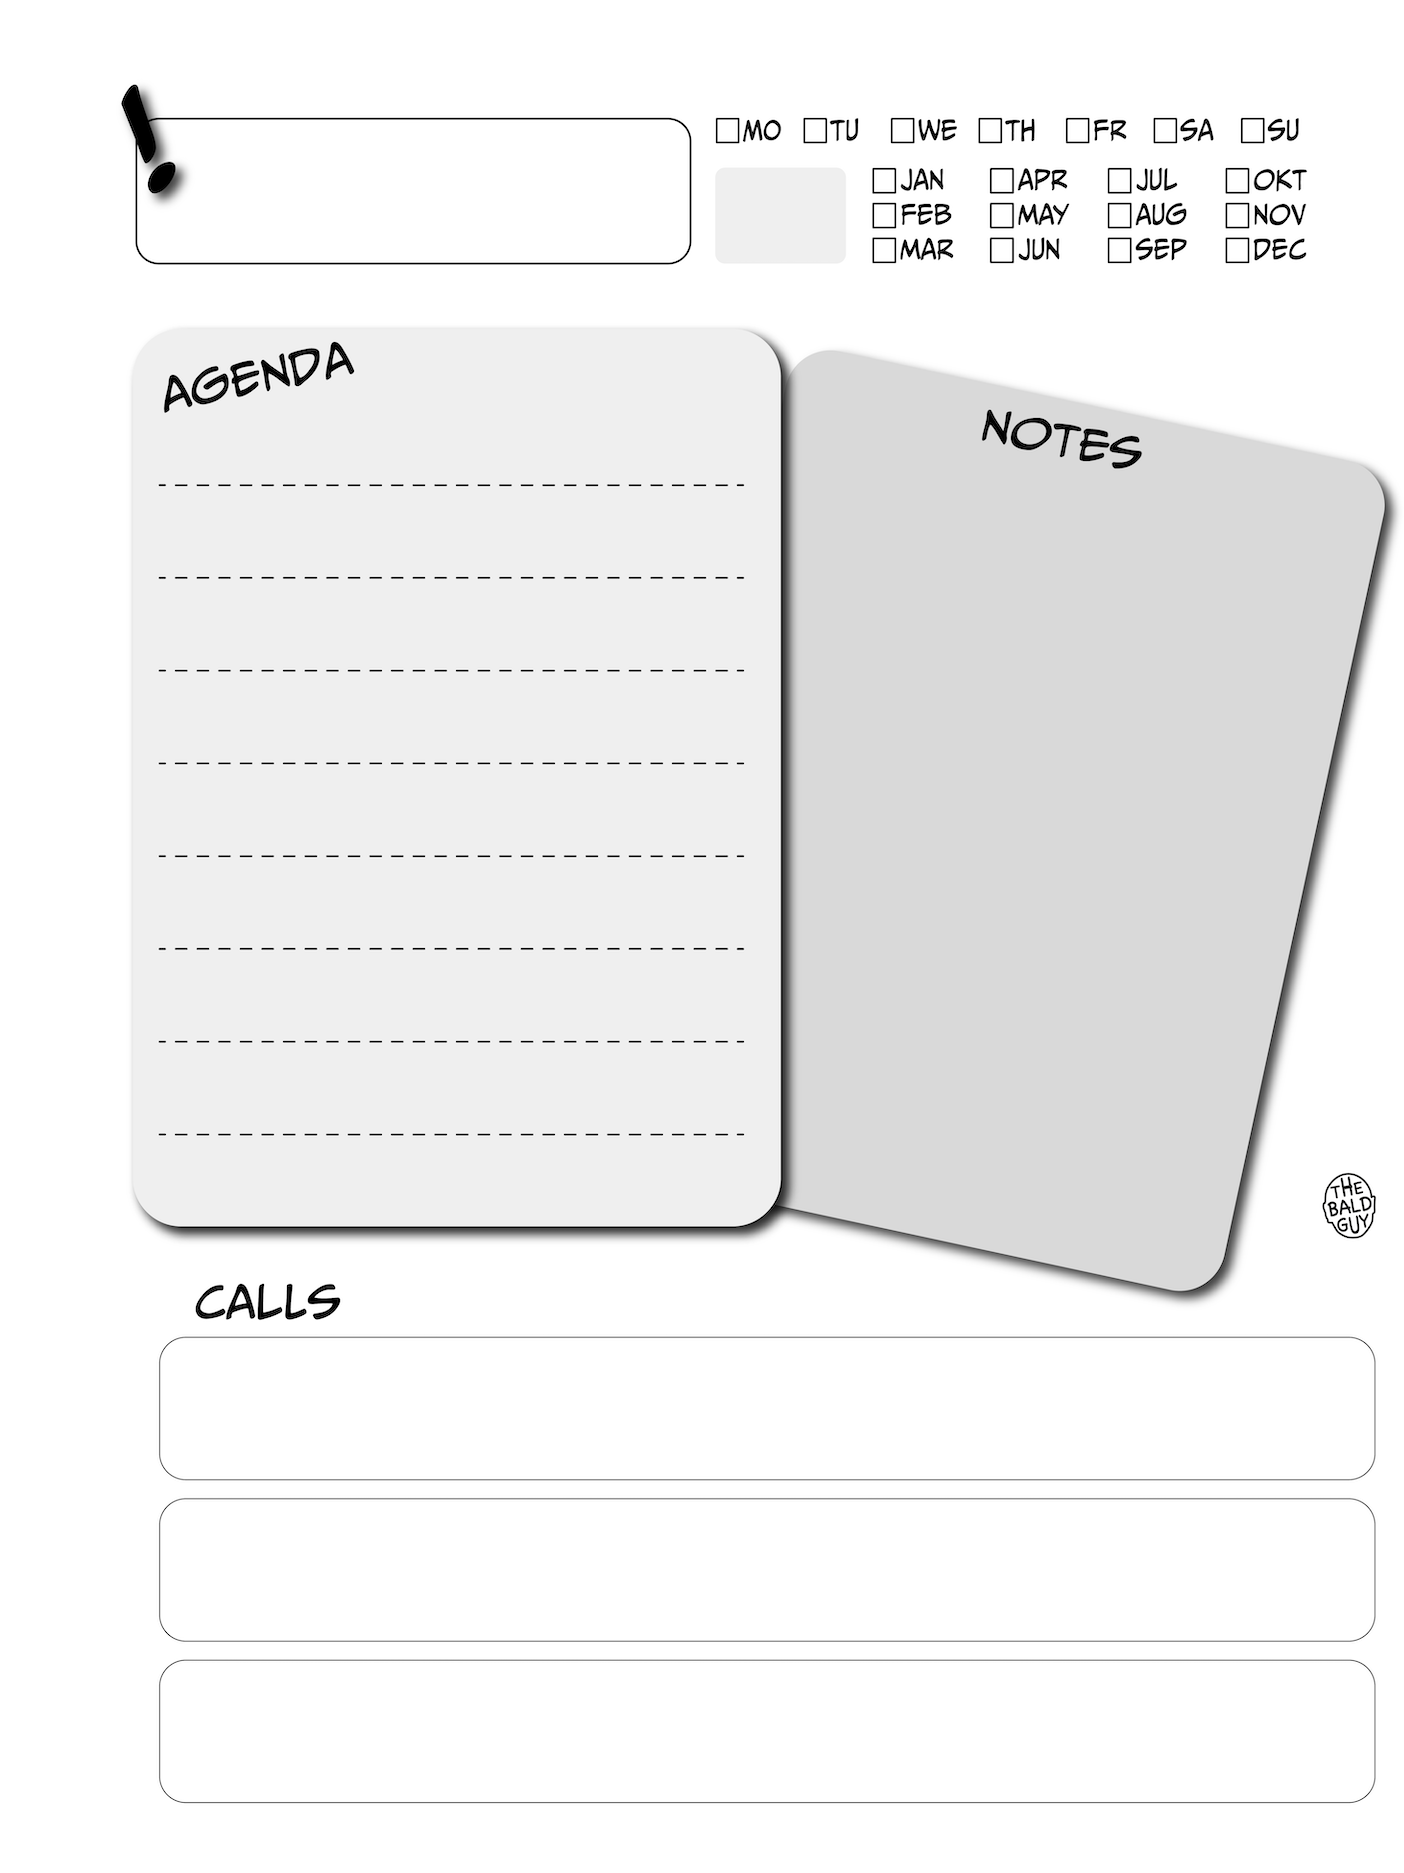 !
MO TU WE TH FR SA SU
JAN APR JUL OKT
FEB MAY AUG NOV
MAR JUN SEP DEC
AGENDA
NOTES
THE
BALD
GUY
CALLS